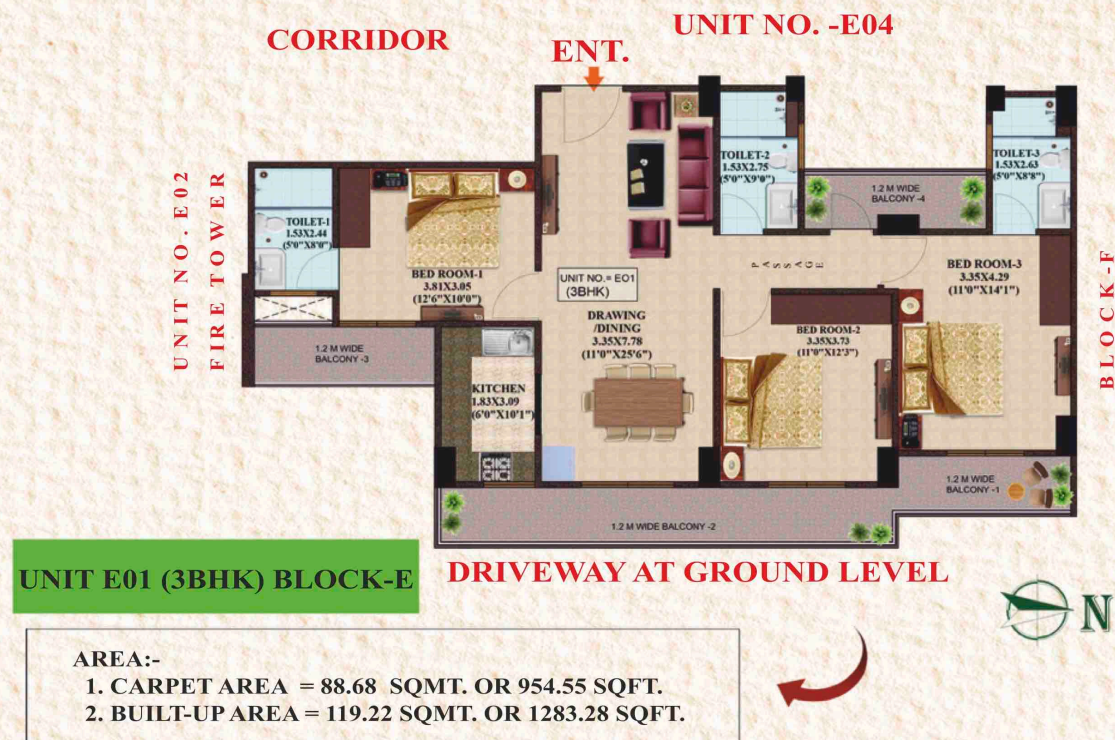 UNIT NO. -E04
CORRIDOR
ENT.
UNIT NO. E02
FIRE TOWER
TOILET-1
1.53X2.44
(5'0"X8'0")
BED ROOM-1
3.81X3.05
(12'6"X10'0")
TOILET-2
1.53X2.75
(5'0"X9'0")
1.2 M WIDE
BALCONY -4
TOILET-3
1.53X2.63
(5'0"X8'8")
PASSAGE
BED ROOM-3
3.35X4.29
(11'0"X14'1")
BLOCK-F
UNIT NO.= EO1
(3BHK)
DRAWING
/DINING
3.35X7.78
(11'0"X25'6")
BED ROOM-2
3.35X3.73
(11'0"X12'3")
1.2 M WIDE
BALCONY -3
KITCHEN
1.83X3.09
(6'0"X10'1")
1.2 M WIDE
BALCONY -1
1.2 M WIDE BALCONY -2
UNIT E01 (3BHK) BLOCK-E
DRIVEWAY AT GROUND LEVEL
N
AREA:-
1. CARPET AREA = 88.68 SQMT. OR 954.55 SQFT.
2. BUILT-UP AREA = 119.22 SQMT. OR 1283.28 SQFT.